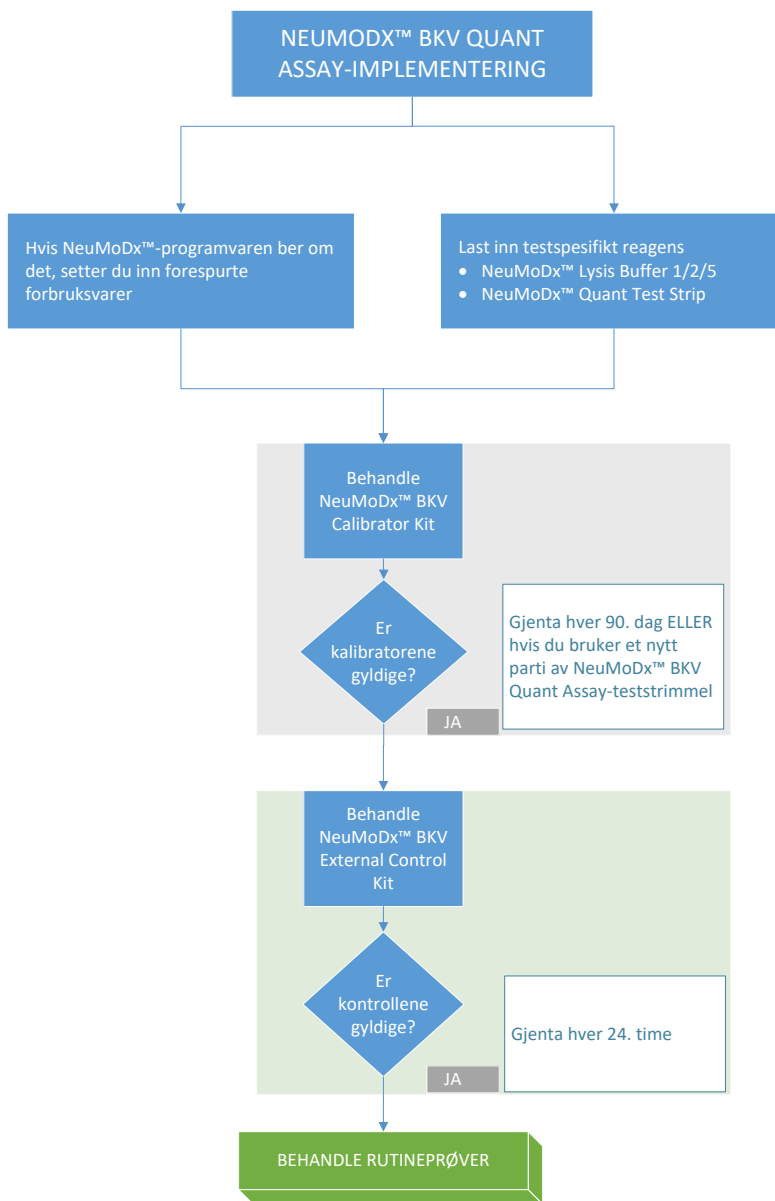 NEUMODX™ BKV QUANT
ASSAY-IMPLEMENTERING
Hvis NeuMoDx™-programvaren ber om
det, setter du inn forespurte
forbruksvarer
Last inn testspesifikt reagens
• NeuMoDx™ Lysis Buffer 1/2/5
• NeuMoDx™ Quant Test Strip
Behandle
NeuMoDx™ BKV
Calibrator Kit
Er
kalibratorene
gyldige?
Gjenta hver 90. dag ELLER
hvis du bruker et nytt
parti av NeuMoDx™ BKV
Quant Assay-teststrimmel
JA
Behandle
NeuMoDx™ BKV
External Control
Kit
Er
kontrollene
gyldige?
Gjenta hver 24. time
JA
BEHANDLE RUTINEPRØVER